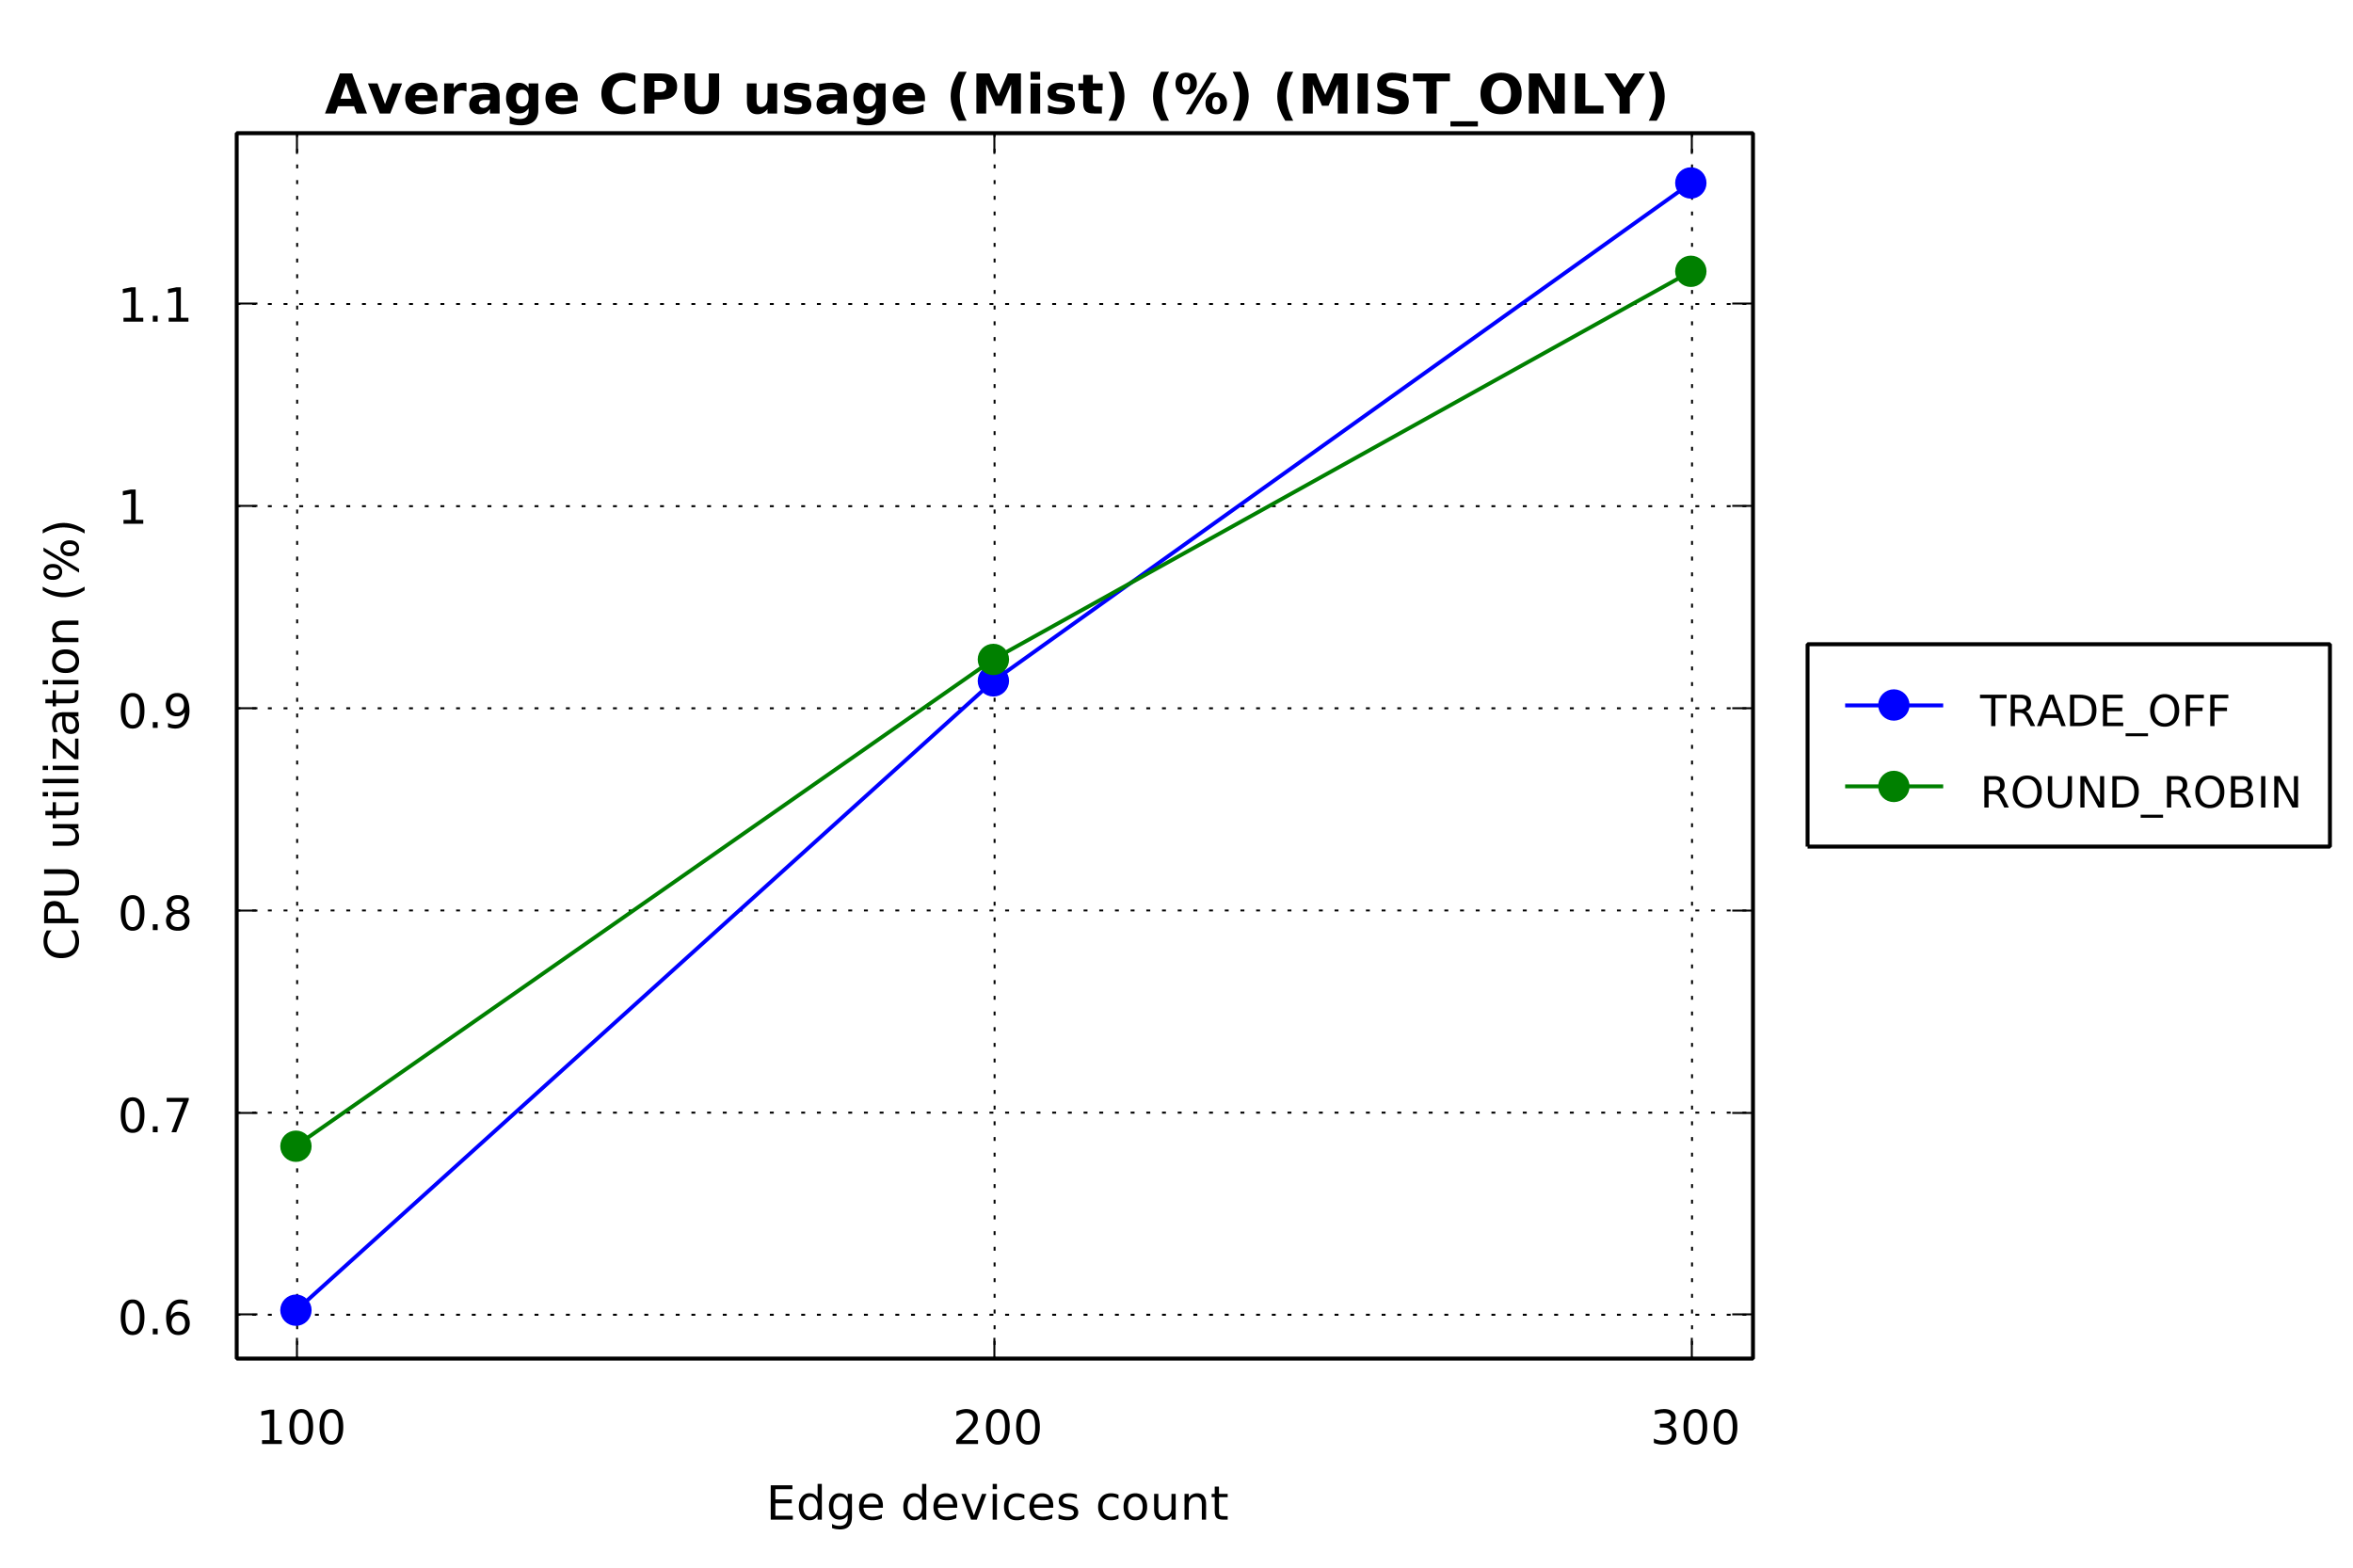 Average CPU usage (Mist) (%) (MIST_ONLY)
CPU utilization (%)
1.1
1
0.9
0.8
0.7
0.6
100 200 300
Edge devices count
TRADE_OFF
ROUND_ROBIN